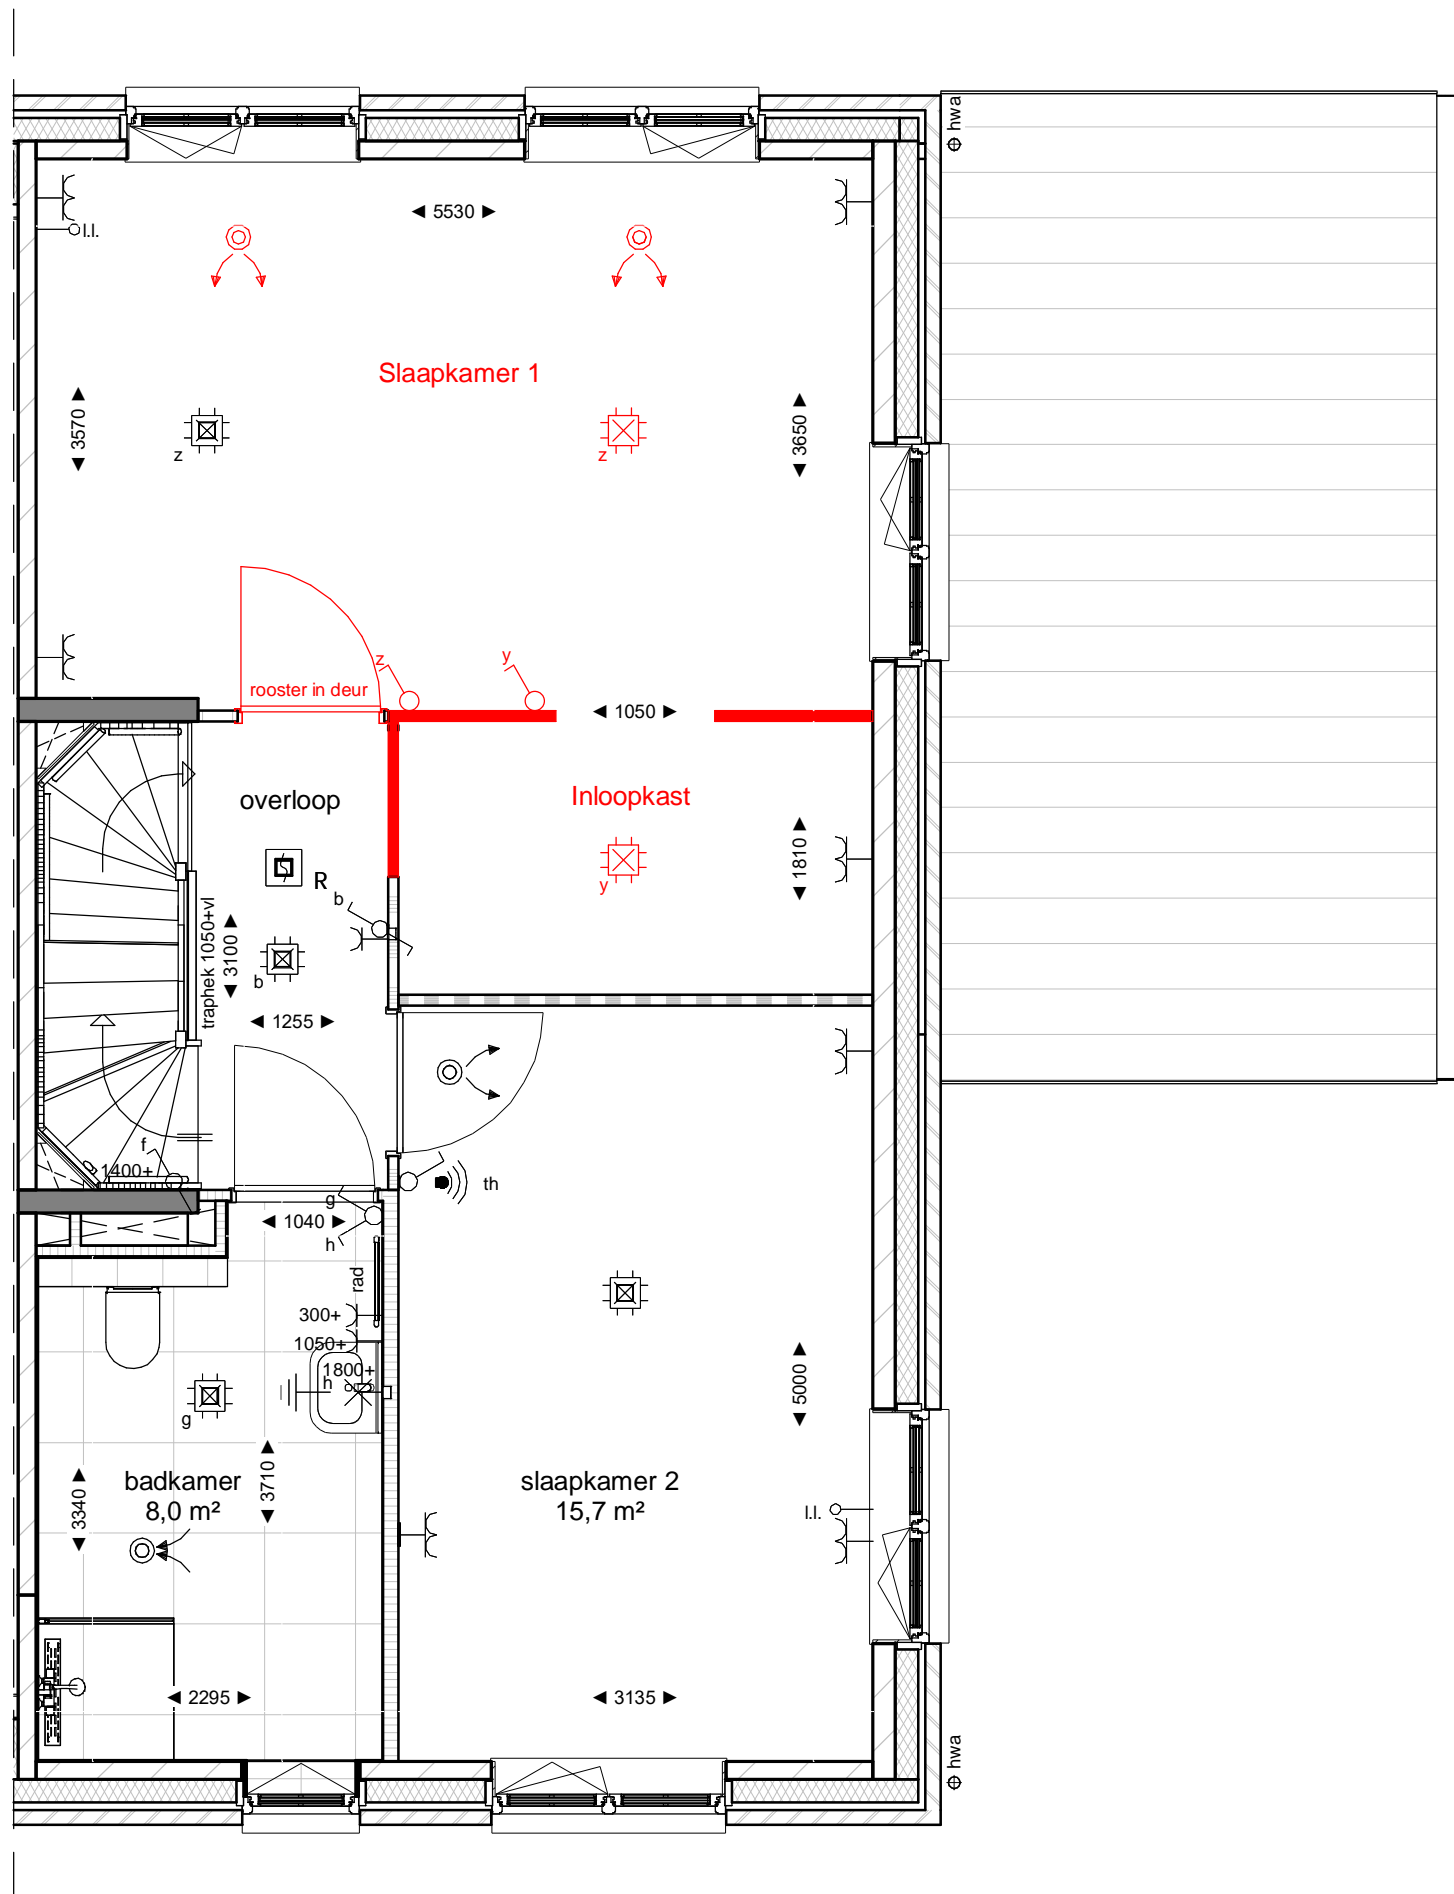 hwa
◄ 5530 ►
l.l.
Slaapkamer 1
◄ 3570 ►
◄ 3650 ►
z
z
z
y
rooster in deur
◄ 1050 ►
overloop
Inloopkast
◄ 1810 ►
R
y
b
traphek 1050+vl
◄ 3100 ►
b
◄ 1255 ►
f
1400+
th
g
◄ 1040 ►
h
rad
300+
1050+
1800+
h
g
◄ 5000 ►
badkamer
8,0 m²
◄ 3710 ►
◄ 3340 ►
slaapkamer 2
15,7 m²
l.l.
◄ 2295 ►
◄ 3135 ►
hwa